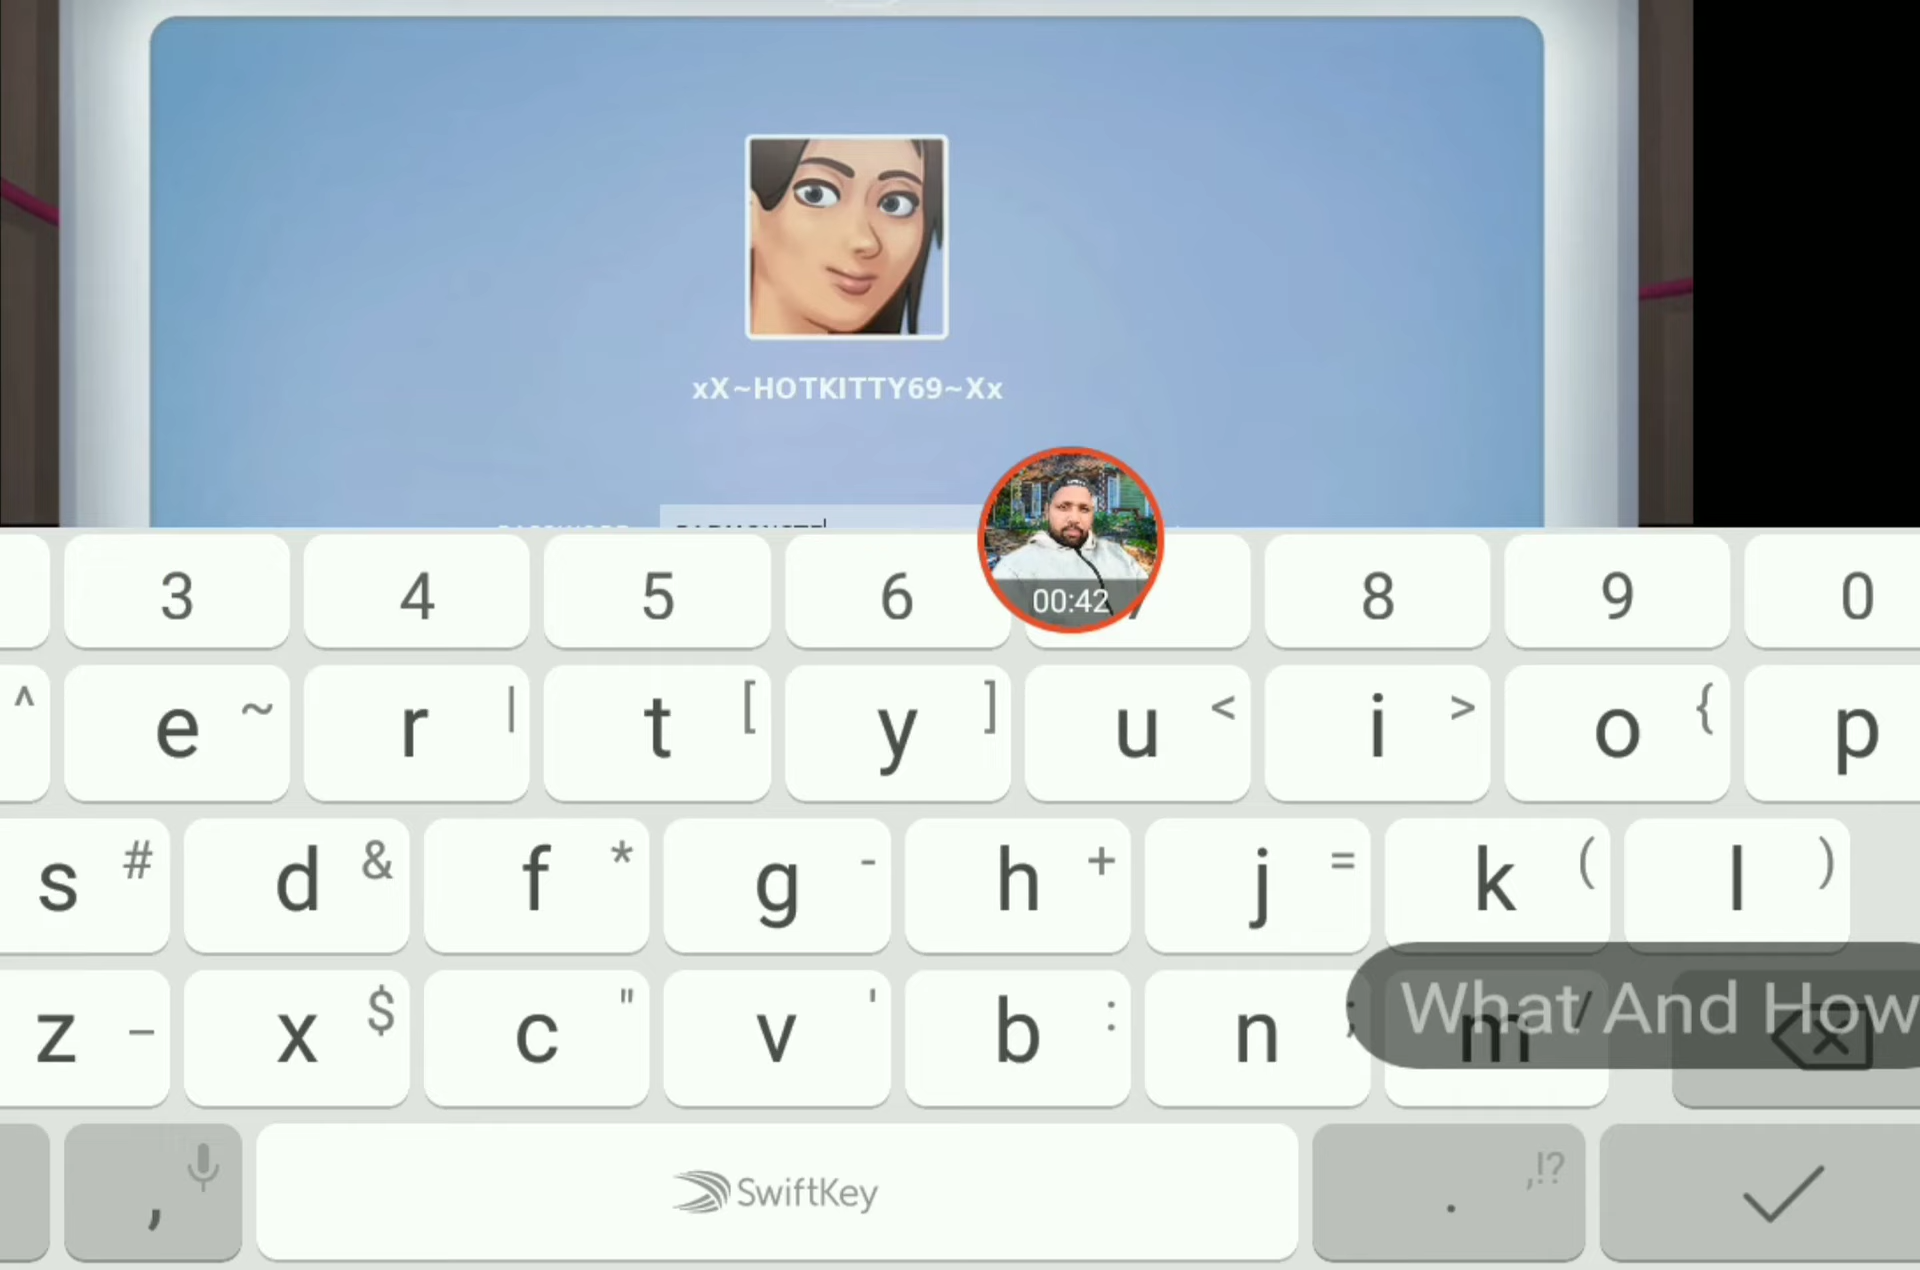 xX~HOTKITTY69~Xx
00:42
3 4 5 6 8 9 0
^ e ~ r | t [ y ] u < i > o { p
s # d & f * g - h + j = k ( l )
z _ x $ c " v ' b : n ; m /
What And How
, SwiftKey . ,!?